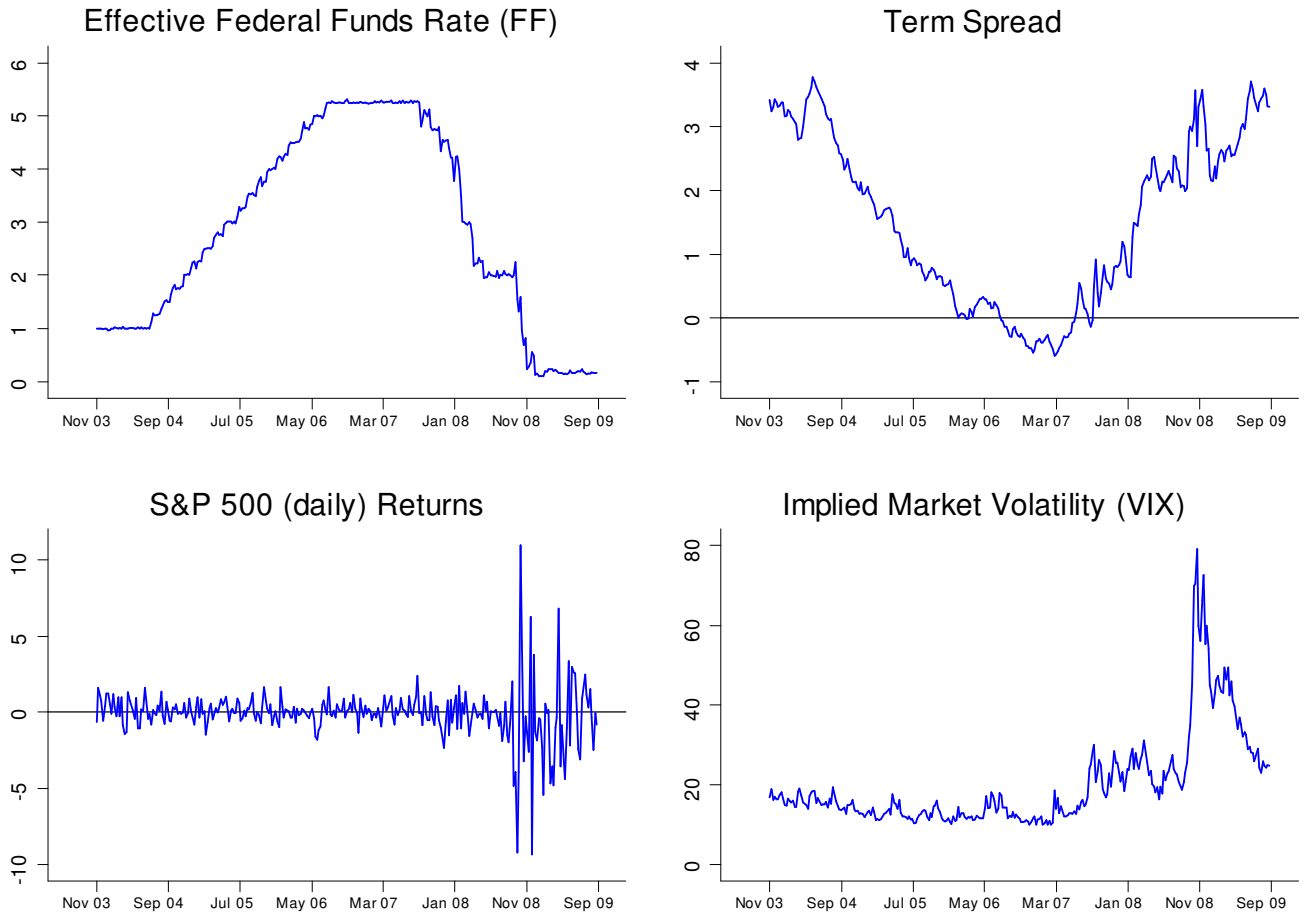 Effective Federal Funds Rate (FF)
6
5
4
3
2
1
0
Nov 03 Sep 04 Jul 05 May 06 Mar 07 Jan 08 Nov 08 Sep 09
Term Spread
4
3
2
1
0
-1
Nov 03 Sep 04 Jul 05 May 06 Mar 07 Jan 08 Nov 08 Sep 09
S&P 500 (daily) Returns
10
5
0
-5
-10
Nov 03 Sep 04 Jul 05 May 06 Mar 07 Jan 08 Nov 08 Sep 09
Implied Market Volatility (VIX)
80
60
40
20
0
Nov 03 Sep 04 Jul 05 May 06 Mar 07 Jan 08 Nov 08 Sep 09